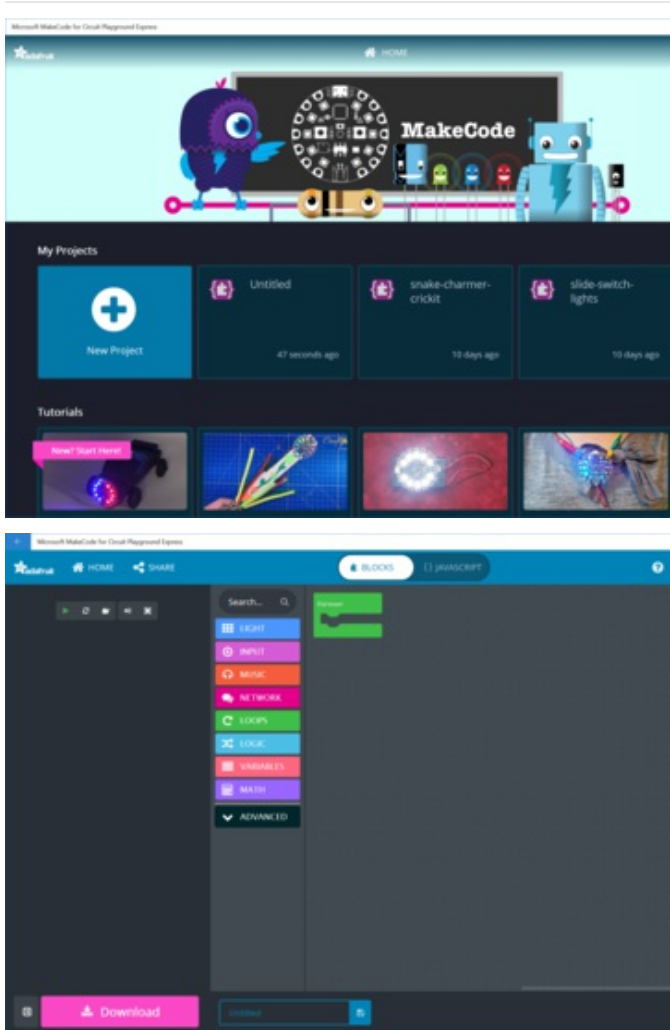 Microsoft MakeCode for Circuit Playground Express
adafruit
HOME
MakeCode
My Projects
New Project
Untitled
47 seconds ago
snake-charmer-
crickit
10 days ago
slide-switch-
lights
10 days ago
Tutorials
New? Start Here!
Microsoft MakeCode for Circuit Playground Express
adafruit
HOME
SHARE
BLOCKS
{} JAVASCRIPT
Search...
LIGHT
INPUT
MUSIC
NETWORK
LOOPS
LOGIC
VARIABLES
MATH
ADVANCED
forever
Download
Untitled